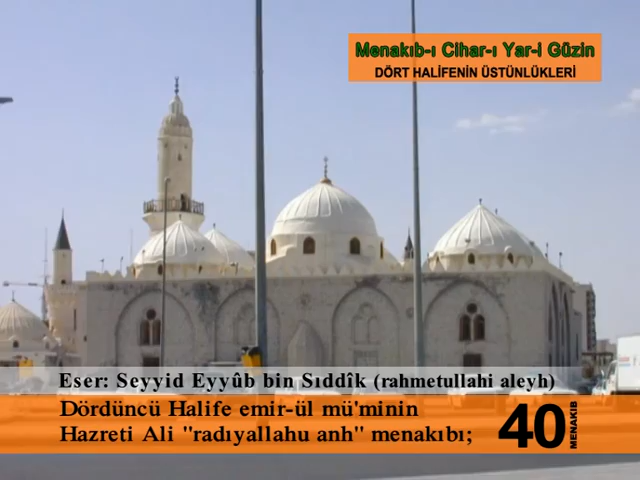 Menakıb-ı Cihar-ı Yar-i Güzin
DÖRT HALİFENİN ÜSTÜNLÜKLERİ
Eser: Seyyid Eyyûb bin Sıddîk (rahmetullahi aleyh)
Dördüncü Halife emir-ül mü'minin
Hazreti Ali "radıyallahu anh" menakıbı;
40
MENAKIB